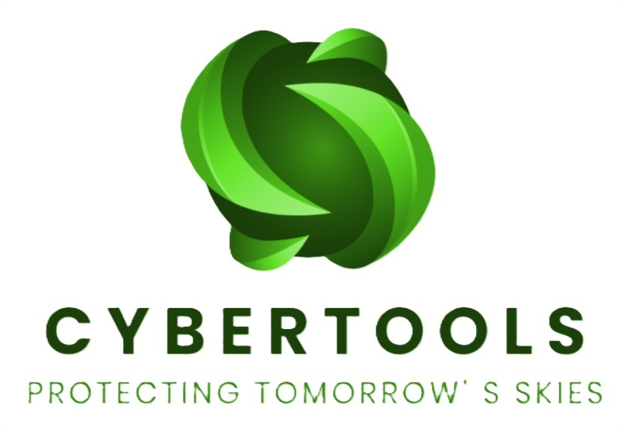 CYBERTOOLS
PROTECTING TOMORROW' S SKIES